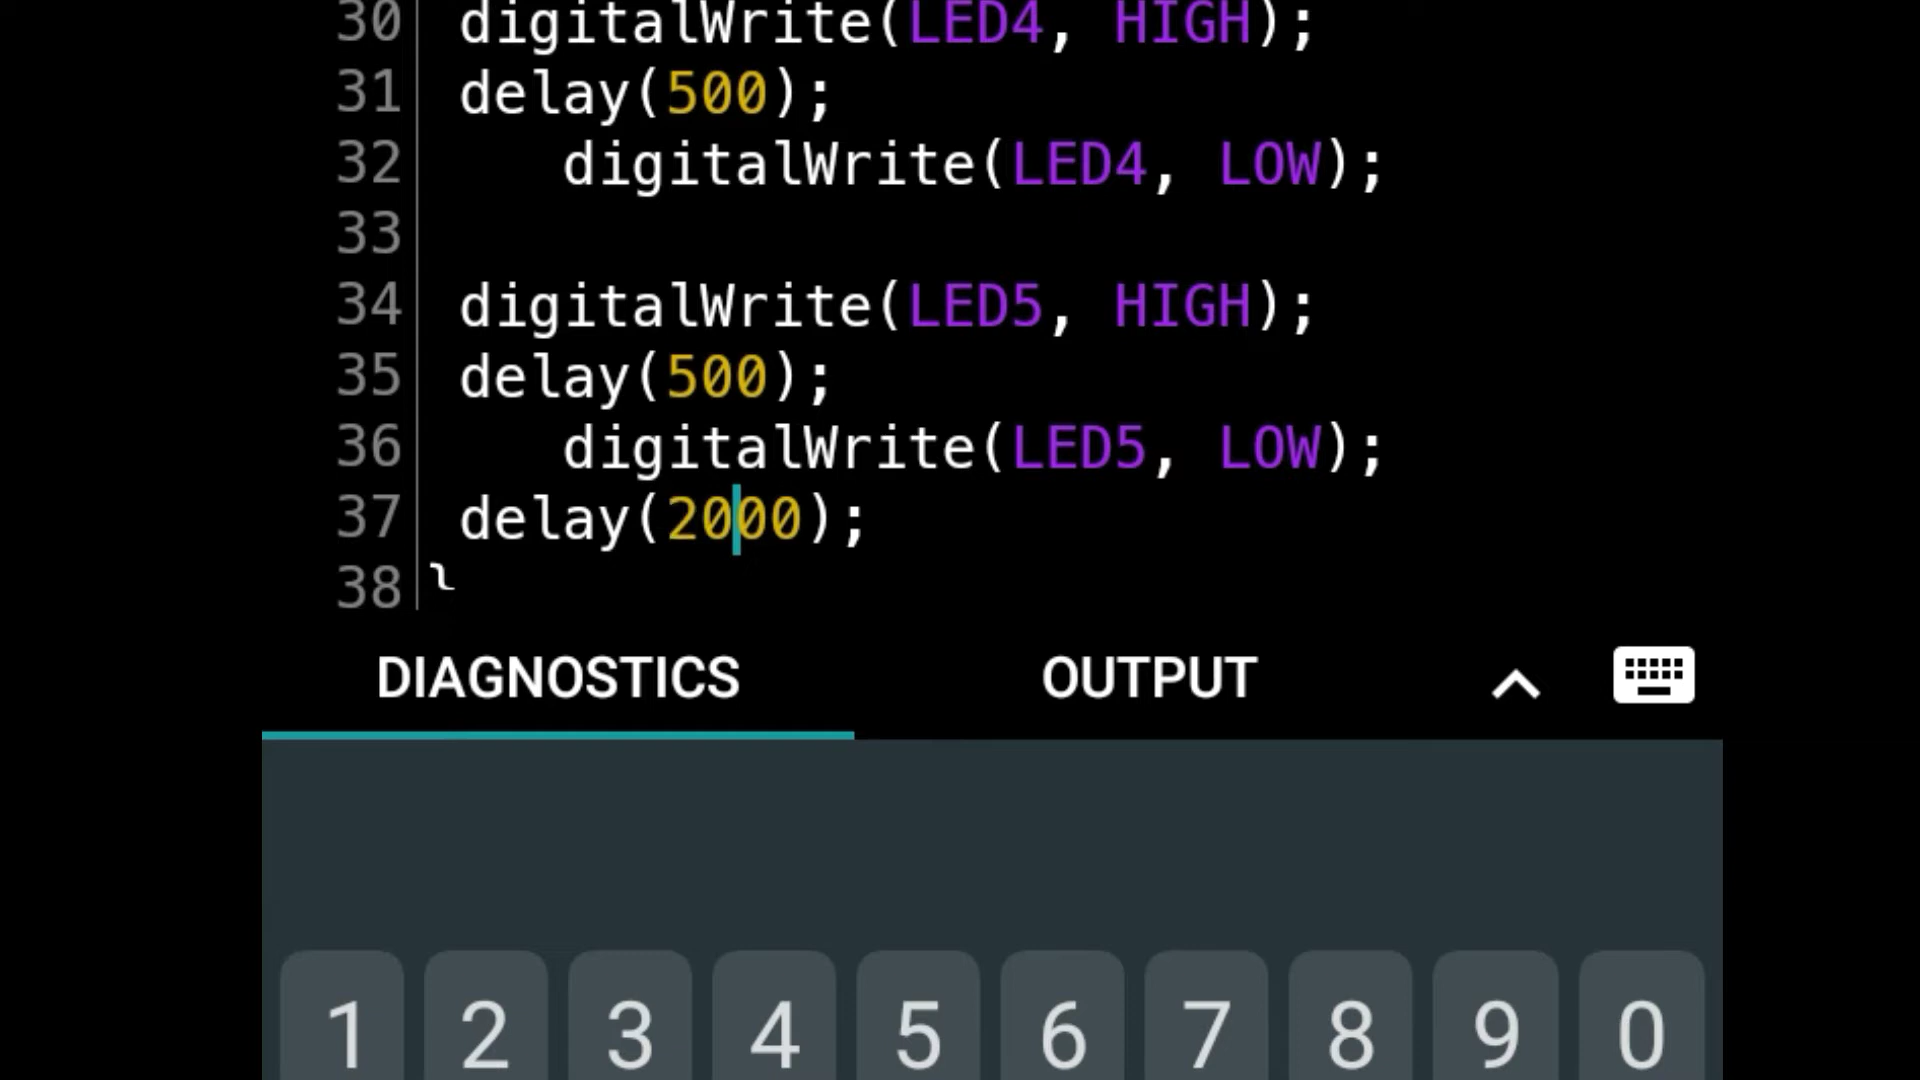 30 digitalWrite(LED4, HIGH);
31 delay(500);
32 digitalWrite(LED4, LOW);
33
34 digitalWrite(LED5, HIGH);
35 delay(500);
36 digitalWrite(LED5, LOW);
37 delay(2000);
38 }
DIAGNOSTICS OUTPUT
1 2 3 4 5 6 7 8 9 0